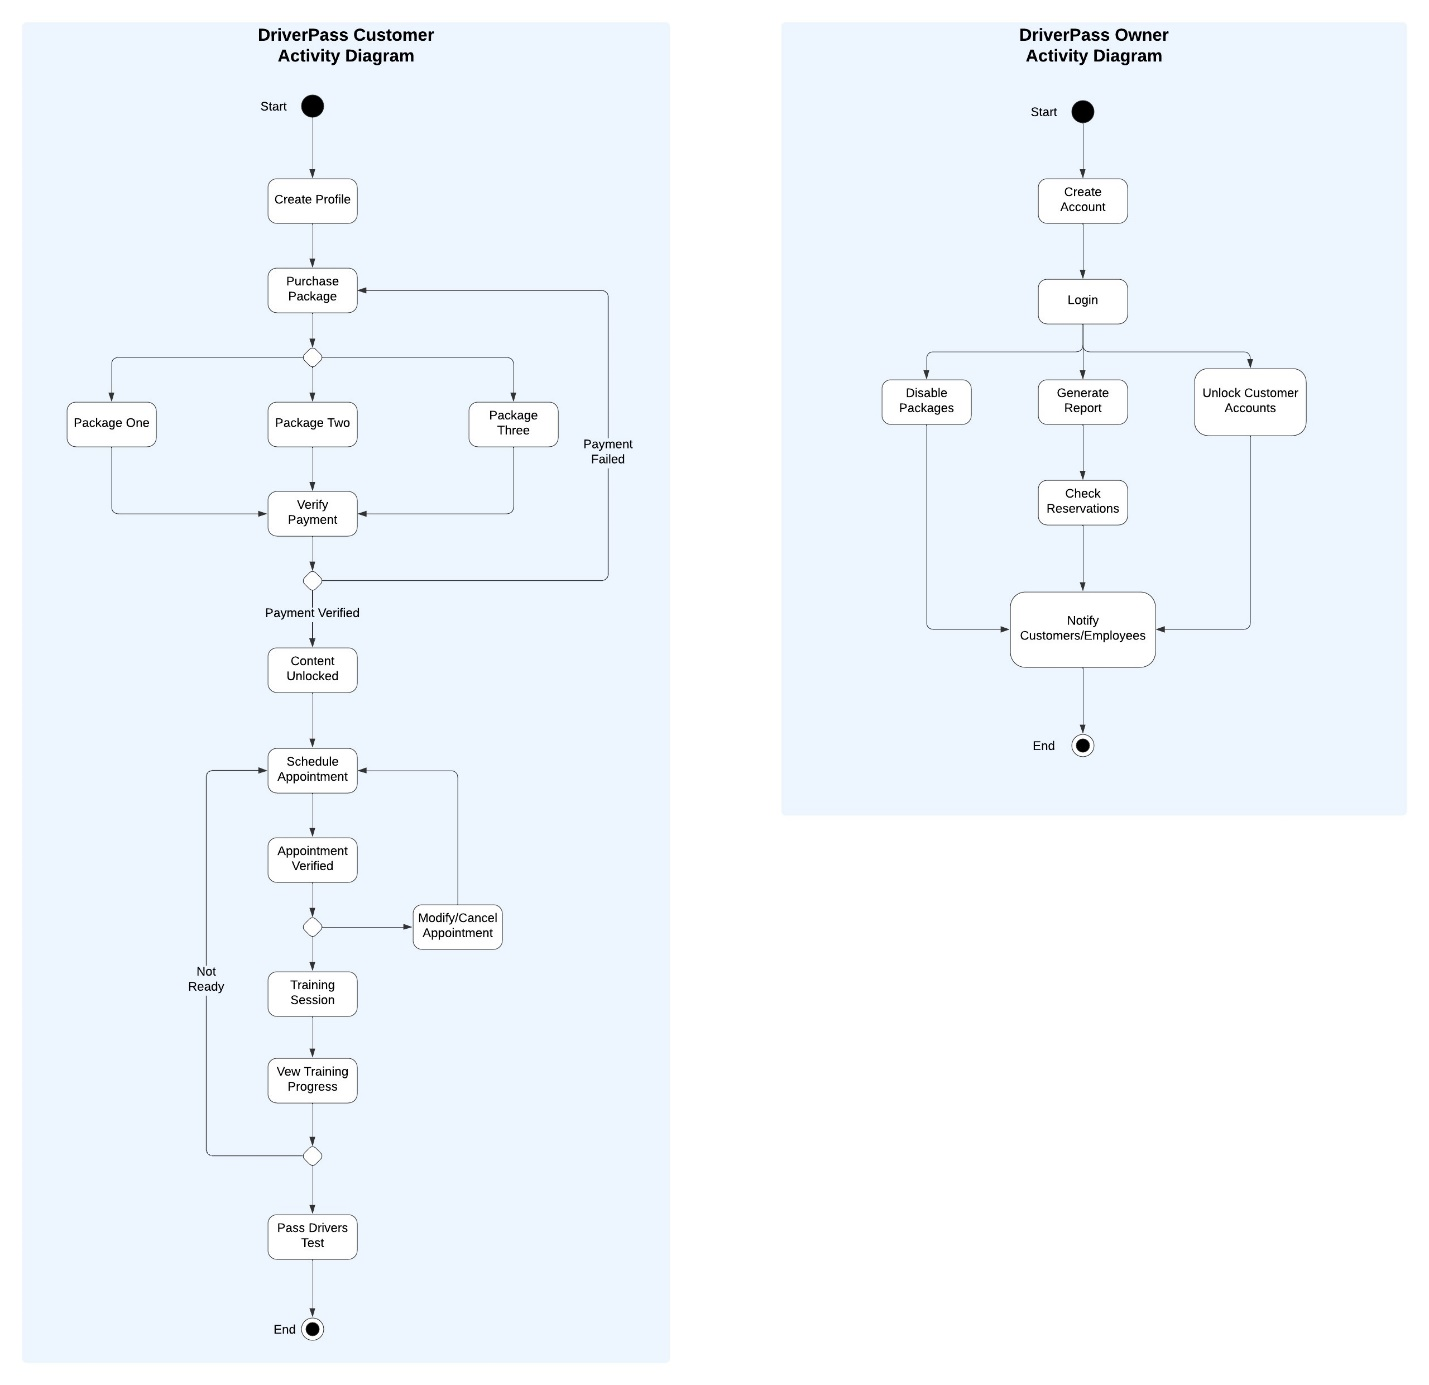 DriverPass Customer
Activity Diagram
Start
Create Profile
Purchase
Package
Package One
Package Two
Package
Three
Payment
Failed
Verify
Payment
Payment Verified
Content
Unlocked
Schedule
Appointment
Appointment
Verified
Modify/Cancel
Appointment
Not
Ready
Training
Session
Vew Training
Progress
Pass Drivers
Test
End
DriverPass Owner
Activity Diagram
Start
Create
Account
Login
Disable
Packages
Generate
Report
Unlock Customer
Accounts
Check
Reservations
Notify
Customers/Employees
End